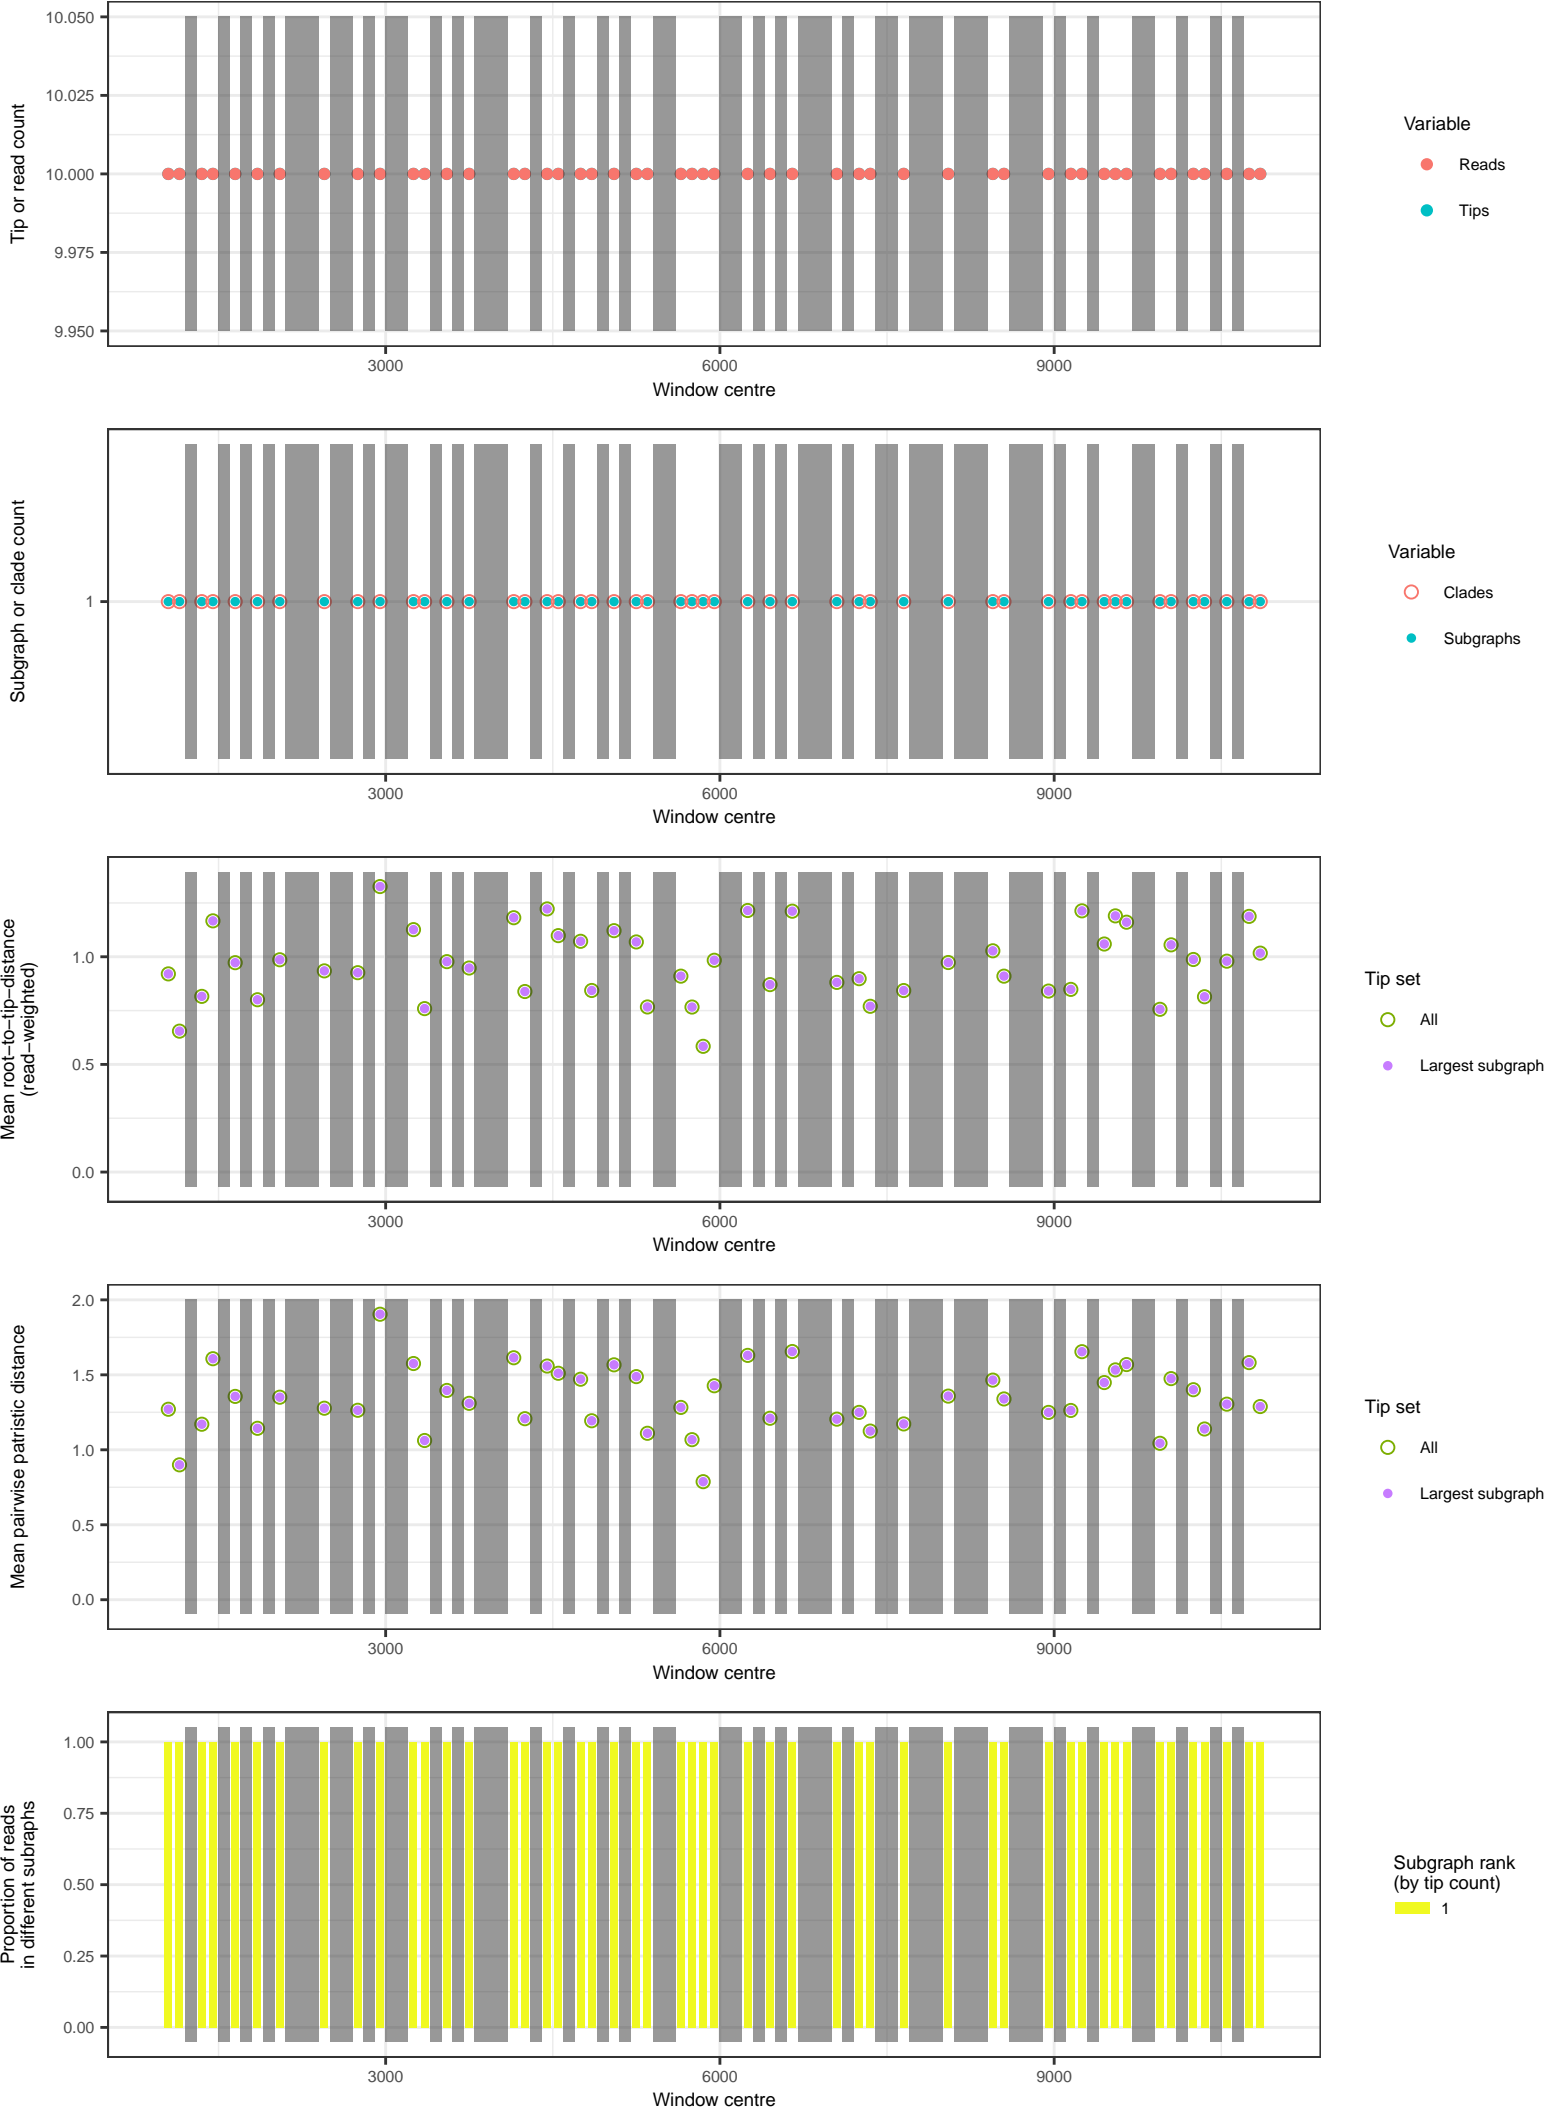 10.050
10.025
10.000
9.975
9.950
Tip or read count
3000
6000
9000
Window centre
Variable
Reads
Tips
1
Subgraph or clade count
3000
6000
9000
Window centre
Variable
Clades
Subgraphs
1.0
0.5
0.0
Mean root−to−tip−distance
(read−weighted)
3000
6000
9000
Window centre
Tip set
All
Largest subgraph
2.0
1.5
1.0
0.5
0.0
Mean pairwise patristic distance
3000
6000
9000
Window centre
Tip set
All
Largest subgraph
1.00
0.75
0.50
0.25
0.00
Proportion of reads
in different subraphs
3000
6000
9000
Window centre
Subgraph rank
(by tip count)
1